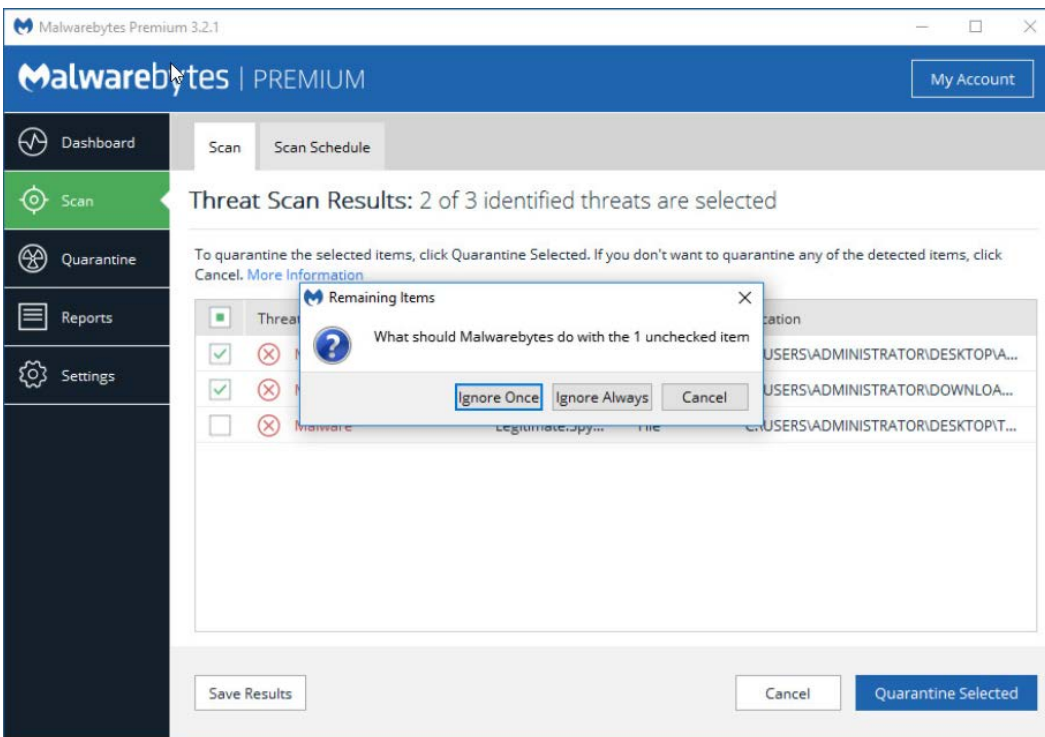 Malwarebytes Premium 3.2.1
Malwarebytes | PREMIUM
My Account
Dashboard
Scan
Quarantine
Reports
Settings
Scan Scan Schedule
Threat Scan Results: 2 of 3 identified threats are selected
To quarantine the selected items, click Quarantine Selected. If you don't want to quarantine any of the detected items, click
Cancel. More Information
Remaining Items
What should Malwarebytes do with the 1 unchecked item
Ignore Once Ignore Always Cancel
USERS\ADMINISTRATOR\DESKTOP\A...
USERS\ADMINISTRATOR\DOWNLOA...
Malware Legitimate.Spy... File C:\USERS\ADMINISTRATOR\DESKTOP\T...
Save Results Cancel Quarantine Selected